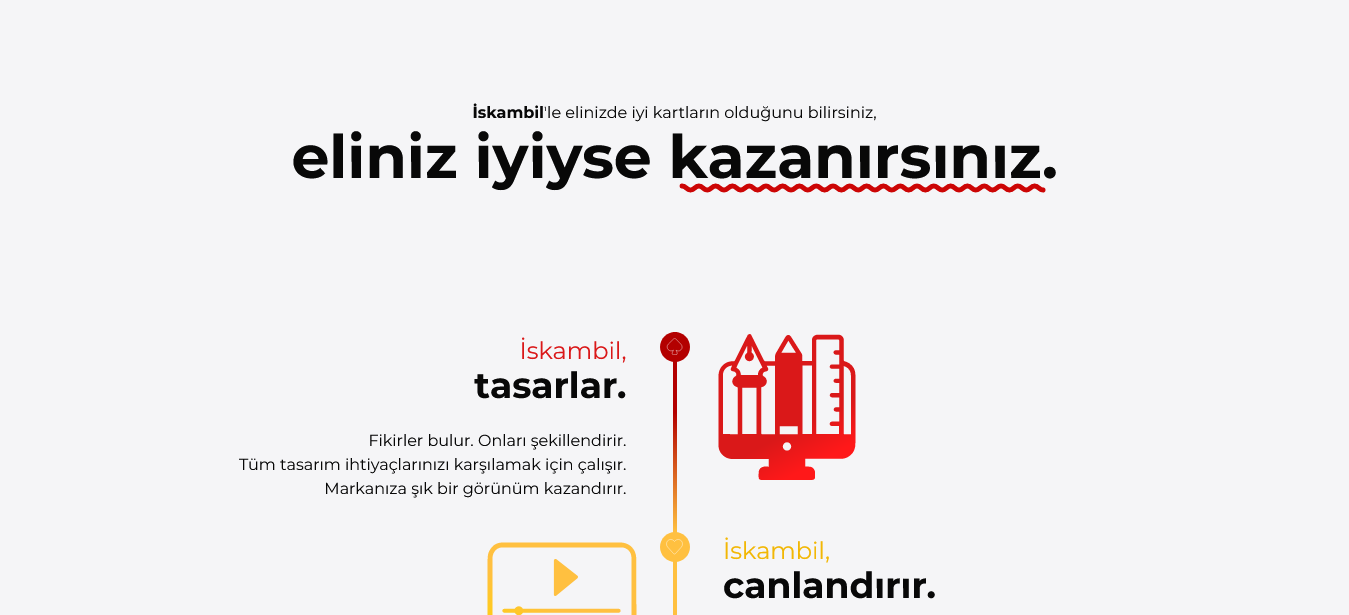 İskambil'le elinizde iyi kartların olduğunu bilirsiniz,
eliniz iyiyse kazanırsınız.
İskambil,
tasarlar.
Fikirler bulur. Onları şekillendirir.
Tüm tasarım ihtiyaçlarınızı karşılamak için çalışır.
Markanıza şık bir görünüm kazandırır.
İskambil,
canlandırır.